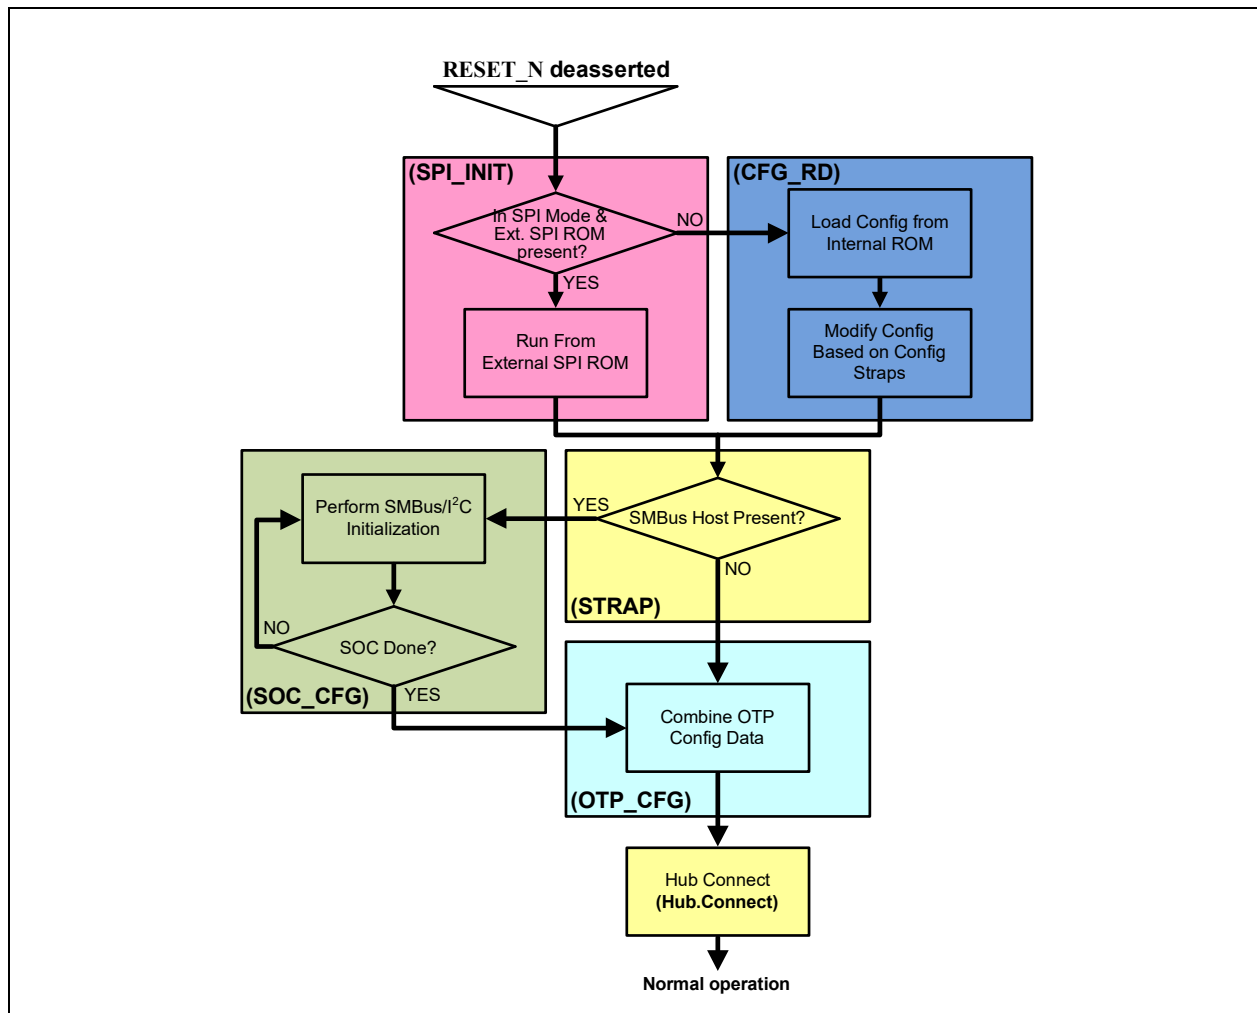 RESET_N deasserted
(SPI_INIT)
In SPI Mode &
Ext. SPI ROM
present?
NO
YES
Run From
External SPI ROM
(CFG_RD)
Load Config from
Internal ROM
Modify Config
Based on Config
Straps
SMBus Host Present?
YES
NO
(STRAP)
Perform SMBus/I²C
Initialization
SOC Done?
NO
YES
(SOC_CFG)
Combine OTP
Config Data
(OTP_CFG)
Hub Connect
(Hub.Connect)
Normal operation